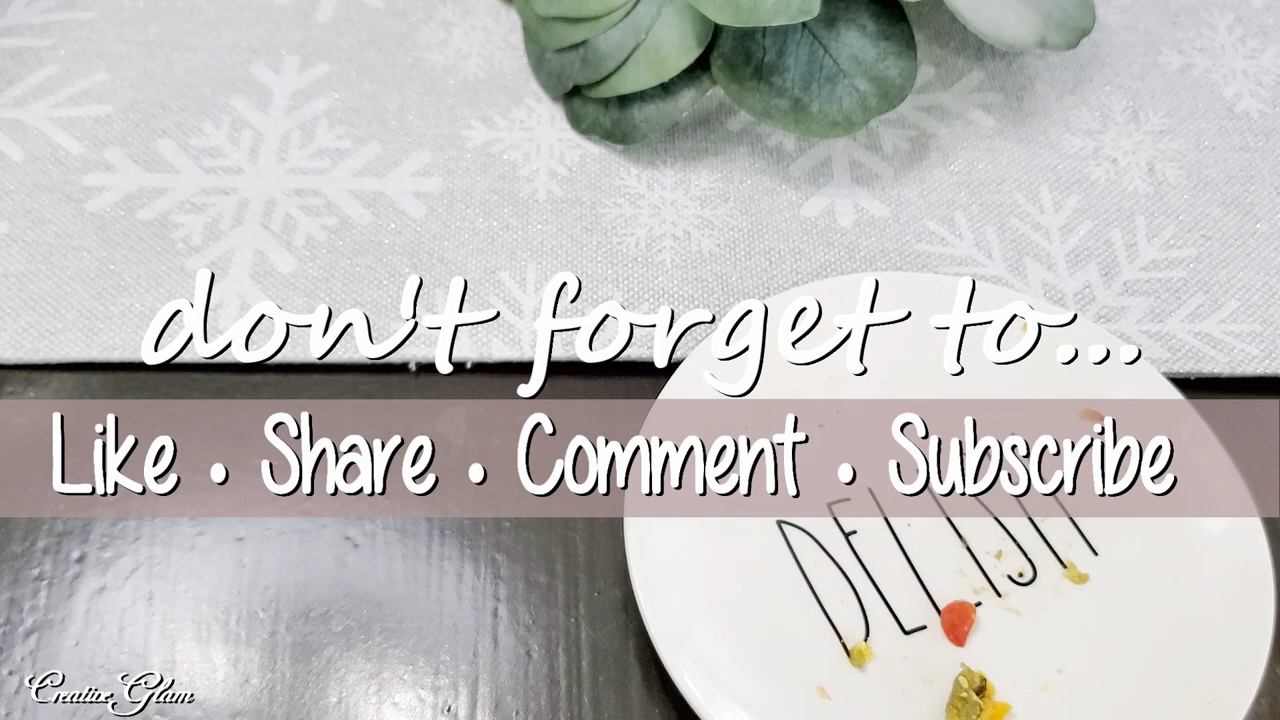 don't forget to...
Like • Share • Comment • Subscribe
DELISH
Creative Glam